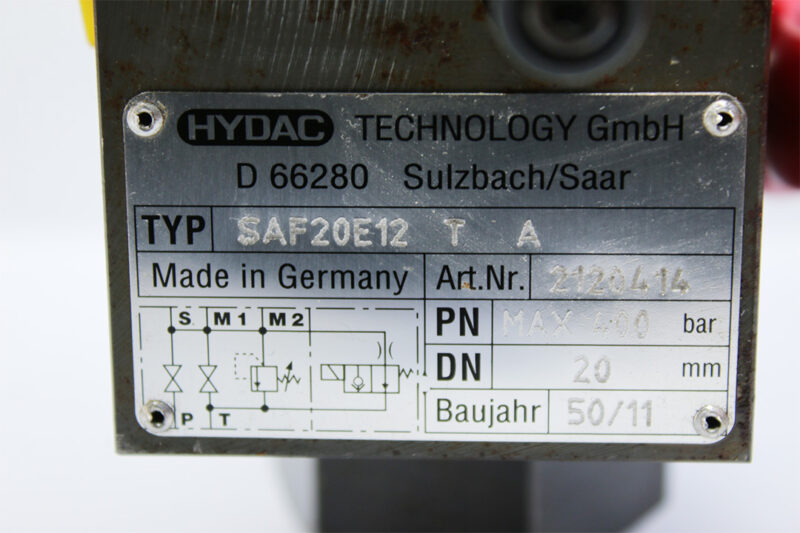 HYDAC TECHNOLOGY GmbH
D 66280 Sulzbach/Saar
TYP SAF20E12 T A
Made in Germany Art.Nr. 2120414
PN MAX 400 bar
DN 20 mm
Baujahr 50/11
S M1 M2
P T